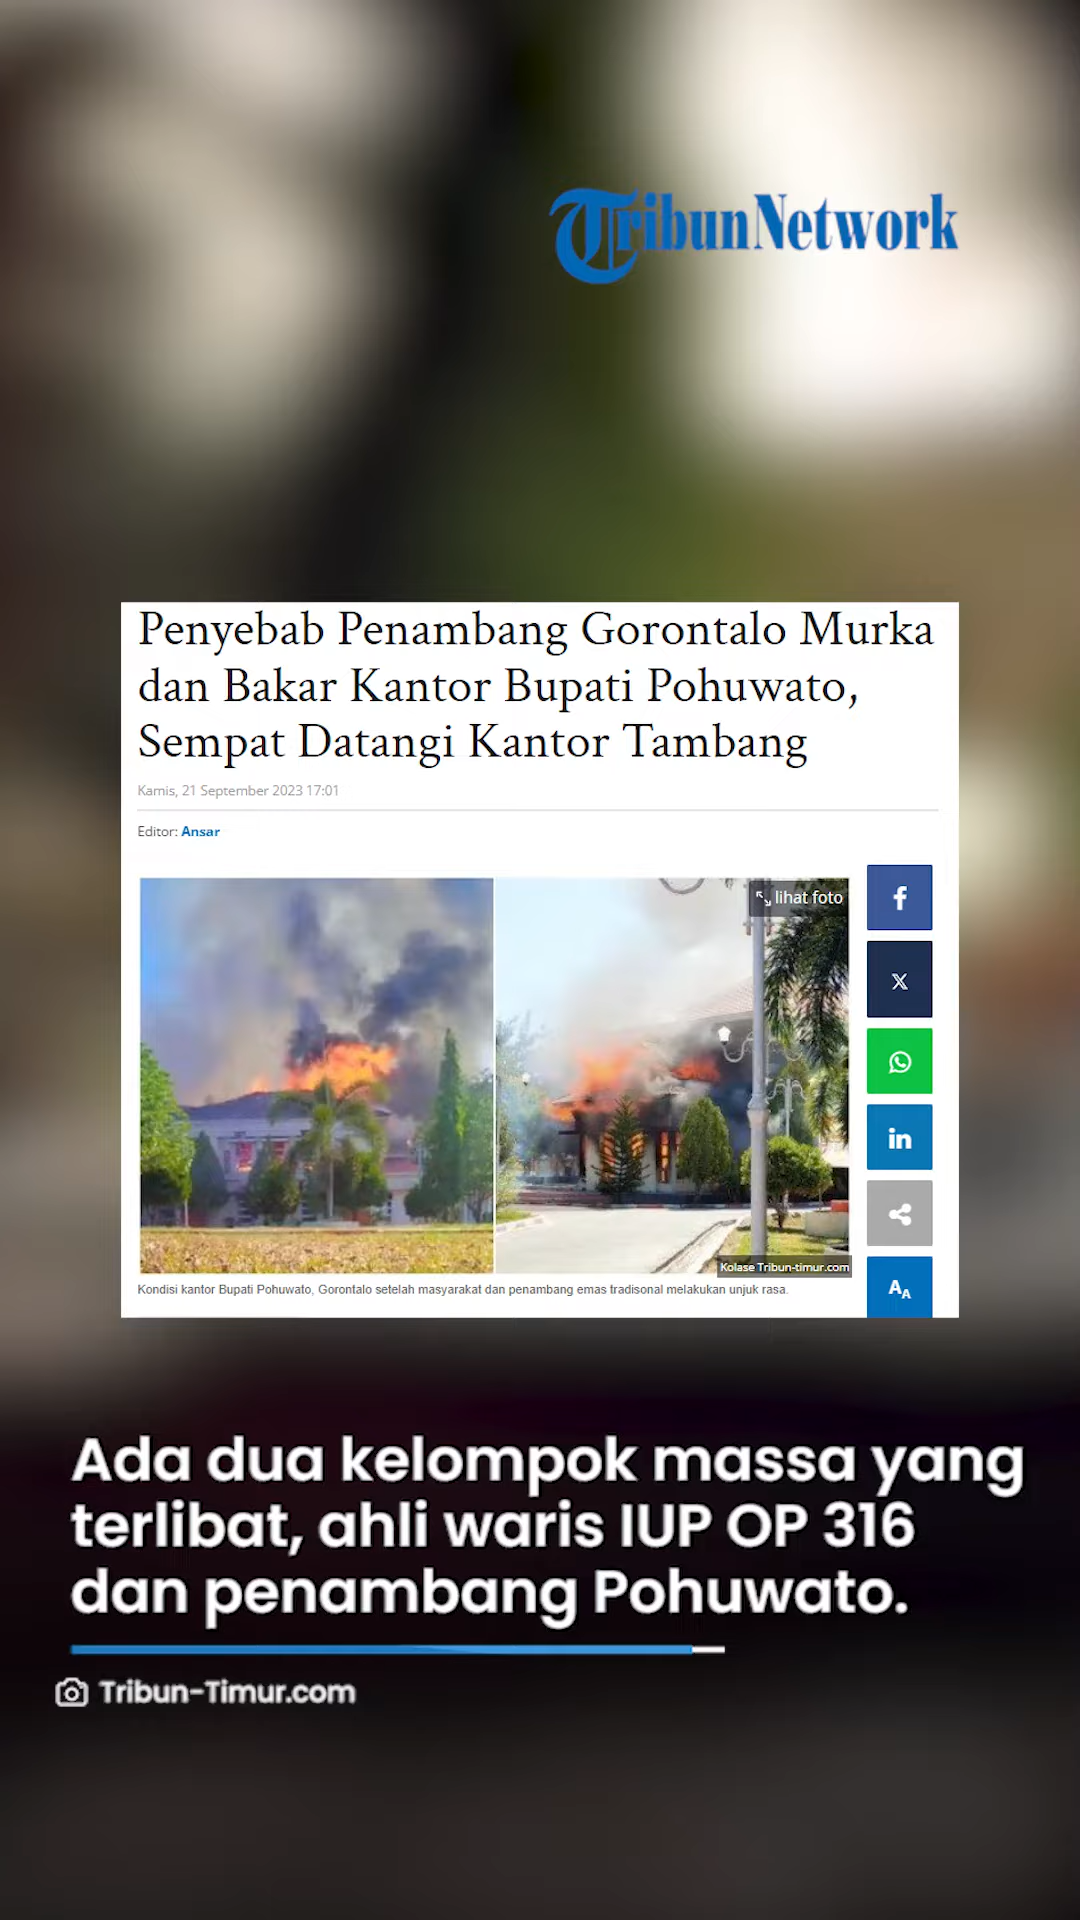 TribunNetwork
Penyebab Penambang Gorontalo Murka
dan Bakar Kantor Bupati Pohuwato,
Sempat Datangi Kantor Tambang
Kamis, 21 September 2023 17:01
Editor: Ansar
lihat foto
Kolase Tribun-timur.com
Kondisi kantor Bupati Pohuwato, Gorontalo setelah masyarakat dan penambang emas tradisonal melakukan unjuk rasa.
AA
Ada dua kelompok massa yang
terlibat, ahli waris IUP OP 316
dan penambang Pohuwato.
Tribun-Timur.com